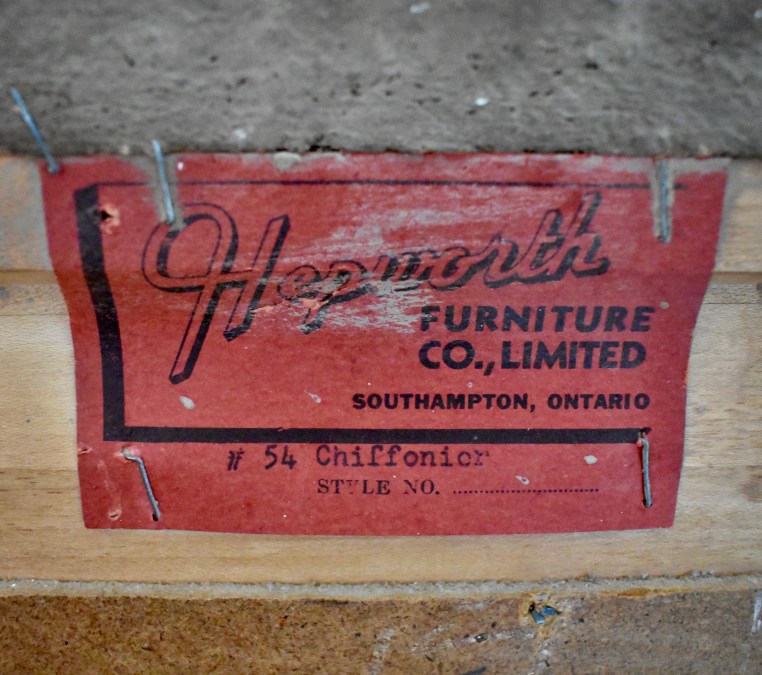 Hepworth
FURNITURE
CO., LIMITED
SOUTHAMPTON, ONTARIO
# 54 Chiffonier
STYLE NO. ........................